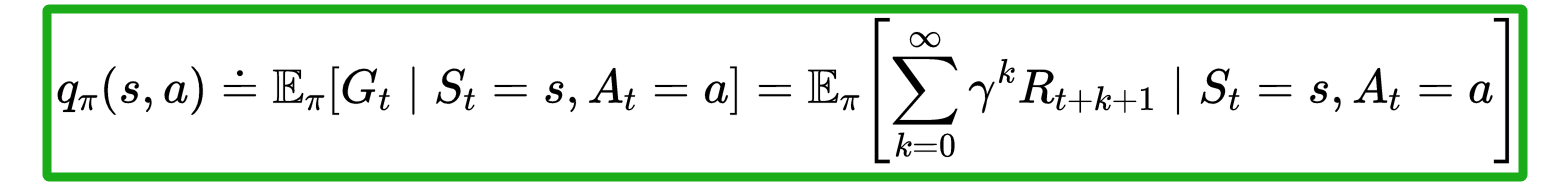 q_π(s, a) ≐ 𝔼_π[G_t | S_t = s, A_t = a] = 𝔼_π[∑_{k=0}^{∞} γ^k R_{t+k+1} | S_t = s, A_t = a]